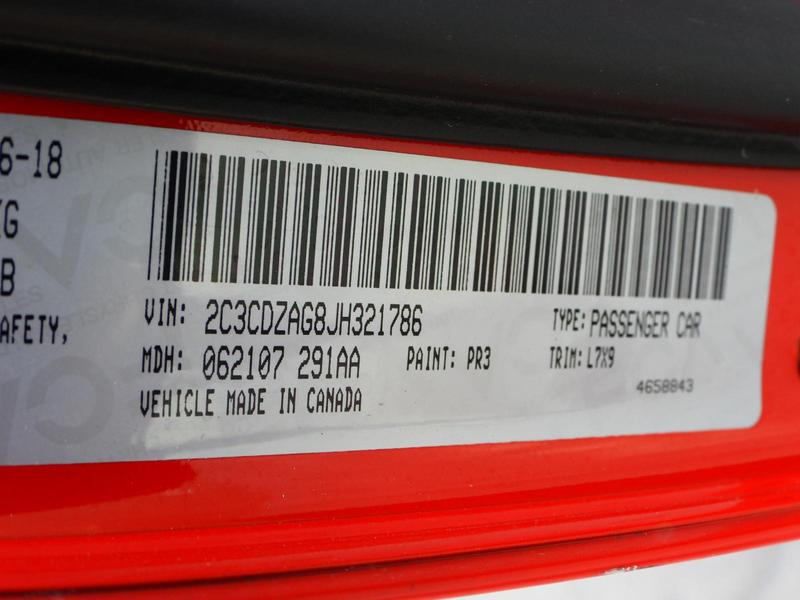 6-18
KG
B
AFETY,
VIN: 2C3CDZAG8JH321786
TYPE: PASSENGER CAR
MDH: 062107 291AA
PAINT: PR3
TRIM: L7X9
VEHICLE MADE IN CANADA
4658843